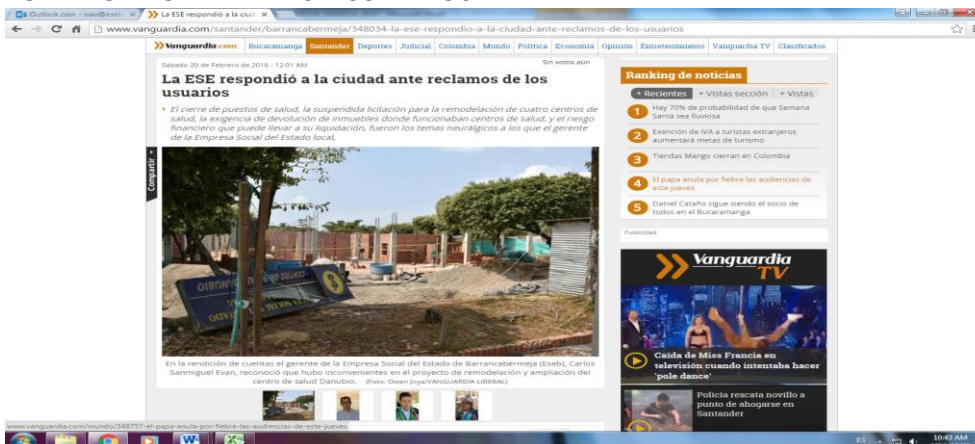 Outlook.com - siau@eseb
La ESE respondió a la ciud
www.vanguardia.com/santander/barrancabermeja/348034-la-ese-respondio-a-la-ciudad-ante-reclamos-de-los-usuarios
Vanguardia.com Bucaramanga Santander Deportes Judicial Colombia Mundo Política Economía Opinión Entretenimiento Vanguardia TV Clasificados
Sábado 20 de Febrero de 2016 - 12:01 AM
Sin votos aún
La ESE respondió a la ciudad ante reclamos de los
usuarios
El cierre de puestos de salud, la suspendida licitación para la remodelación de cuatro centros de
salud, la exigencia de devolución de inmuebles donde funcionaban centros de salud, y el riesgo
financiero que puede llevar a su liquidación, fueron los temas neurálgicos a los que el gerente
de la Empresa Social del Estado local,
Compartir
CENTRO DE SALUD
DANUBIO
En la rendición de cuentas el gerente de la Empresa Social del Estado de Barrancabermeja (Eseb), Carlos
Sanmiguel Evan, reconoció que hubo inconvenientes en el proyecto de remodelación y ampliación del
centro de salud Danubio. (Foto: Owen Joya/VANGUARDIA LIBERAL)
Ranking de noticias
+ Recientes + Vistas sección + Vistas
1 Hay 70% de probabilidad de que Semana
Santa sea lluviosa
2 Exención de IVA a turistas extranjeros
aumentará metas de turismo
3 Tiendas Mango cierran en Colombia
4 El papa anula por fiebre las audiencias de
este jueves
5 Daniel Cataño sigue siendo el socio de
todos en el Bucaramanga
Publicidad
Vanguardia
TV
Caída de Miss Francia en
televisión cuando intentaba hacer
'pole dance'
Policía rescata novillo a
punto de ahogarse en
Santander
www.vanguardia.com/mundo/348757-el-papa-anula-por-fiebre-las-audiencias-de-este-jueves
ES
10:43 AM